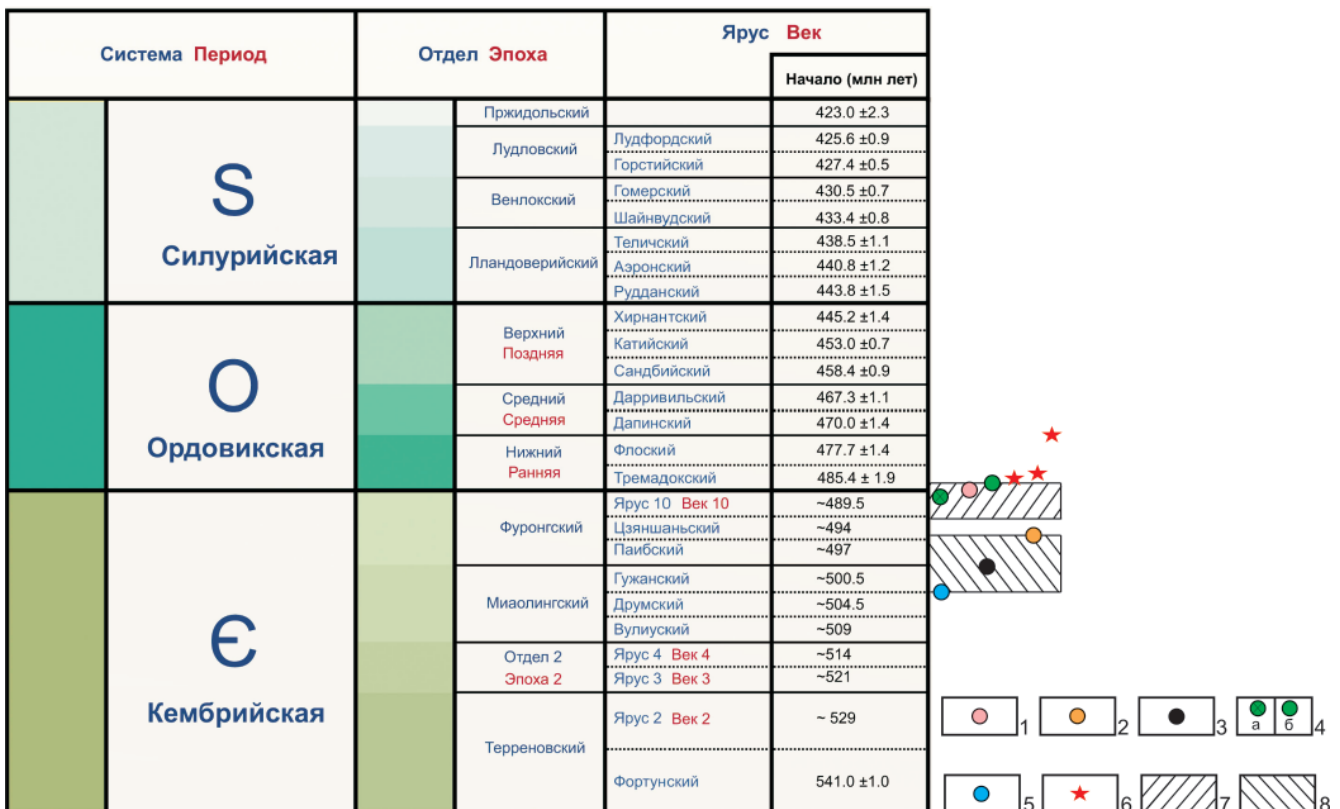 Система Период
Отдел Эпоха
Ярус Век
Начало (млн лет)
S
Силурийская
Пржидольский
423.0 ±2.3
Лудловский
Лудфордский
425.6 ±0.9
Горстийский
427.4 ±0.5
Венлокский
Гомерский
430.5 ±0.7
Шайнвудский
433.4 ±0.8
Лландоверийский
Теличский
438.5 ±1.1
Аэронский
440.8 ±1.2
Рудданский
443.8 ±1.5
O
Ордовикская
Верхний
Поздняя
Хирнантский
445.2 ±1.4
Катийский
453.0 ±0.7
Сандбийский
458.4 ±0.9
Средний
Средняя
Дарривильский
467.3 ±1.1
Дапинский
470.0 ±1.4
Нижний
Ранняя
Флоский
477.7 ±1.4
Тремадокский
485.4 ± 1.9
Є
Кембрийская
Фуронгский
Ярус 10 Век 10
~489.5
Цзяншаньский
~494
Паибский
~497
Миаолингский
Гужанский
~500.5
Друмский
~504.5
Вулиуский
~509
Отдел 2
Эпоха 2
Ярус 4 Век 4
~514
Ярус 3 Век 3
~521
Терреновский
Ярус 2 Век 2
~ 529
Фортунский
541.0 ±1.0
1
2
3
а б 4
5
6
7
8